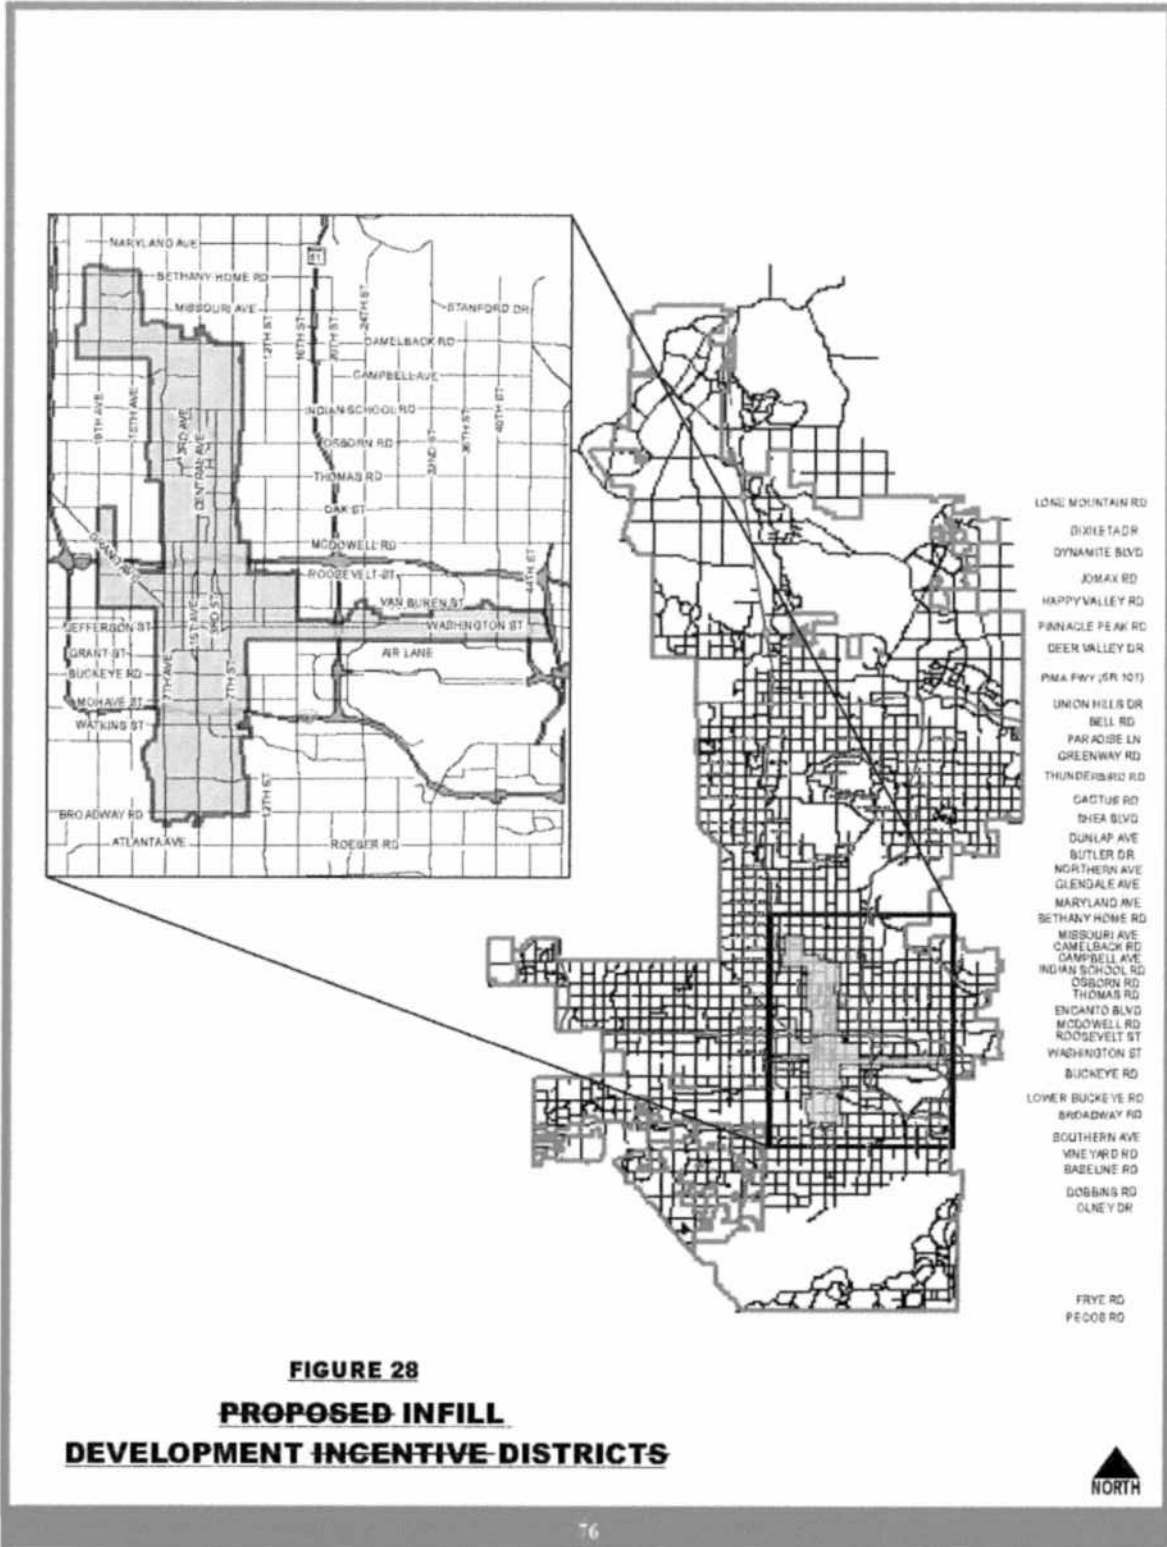 MARYLAND AVE
BETHANY HOME RD
MISSOURI AVE
STANFORD DR
CAMELBACK RD
CAMPBELL AVE
INDIAN SCHOOL RD
OSBORN RD
THOMAS RD
OAK ST
MCDOWELL RD
ROOSEVELT ST
VAN BUREN ST
WASHINGTON ST
AIR LANE
JEFFERSON ST
GRANT ST
BUCKEYE RD
MOHAVE ST
WATKINS ST
BROADWAY RD
ATLANTA AVE
ROESER RD
51
12TH ST
16TH ST
20TH ST
24TH ST
32ND ST
36TH ST
40TH ST
44TH ST
19TH AVE
15TH AVE
3RD AVE
CENTRAL AVE
GRAND AVE
1ST AVE
3RD ST
7TH AVE
7TH ST
12TH ST
LONE MOUNTAIN RD
DIXILETA DR
DYNAMITE BLVD
JOMAX RD
HAPPY VALLEY RD
PINNACLE PEAK RD
DEER VALLEY DR
PIMA FWY (SR 101)
UNION HILLS DR
BELL RD
PARADISE LN
GREENWAY RD
THUNDERBIRD RD
CACTUS RD
SHEA BLVD
DUNLAP AVE
BUTLER DR
NORTHERN AVE
GLENDALE AVE
MARYLAND AVE
BETHANY HOME RD
MISSOURI AVE
CAMELBACK RD
CAMPBELL AVE
INDIAN SCHOOL RD
OSBORN RD
THOMAS RD
ENCANTO BLVD
MCDOWELL RD
ROOSEVELT ST
WASHINGTON ST
BUCKEYE RD
LOWER BUCKEYE RD
BROADWAY RD
SOUTHERN AVE
VINEYARD RD
BASELINE RD
DOBBINS RD
OLNEY DR
FRYE RD
PECOS RD
FIGURE 28
PROPOSED INFILL
DEVELOPMENT INCENTIVE DISTRICTS
NORTH
76